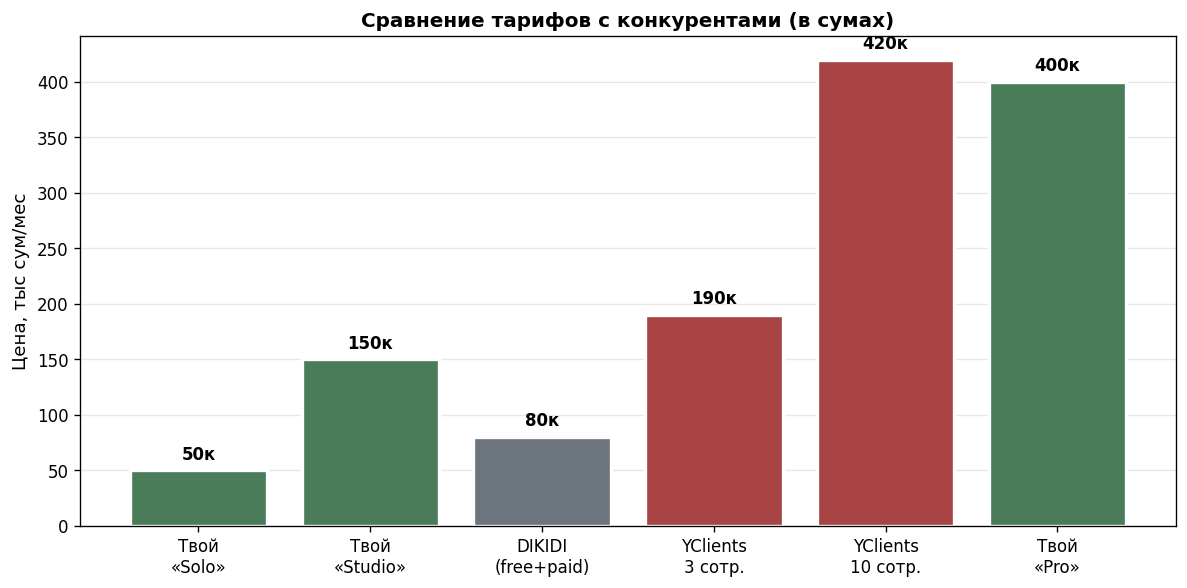 Сравнение тарифов с конкурентами (в сумах)
Цена, тыс сум/мес
400
350
300
250
200
150
100
50
0
50к
150к
80к
190к
420к
400к
Твой
«Solo»
Твой
«Studio»
DIKIDI
(free+paid)
YClients
3 сотр.
YClients
10 сотр.
Твой
«Pro»